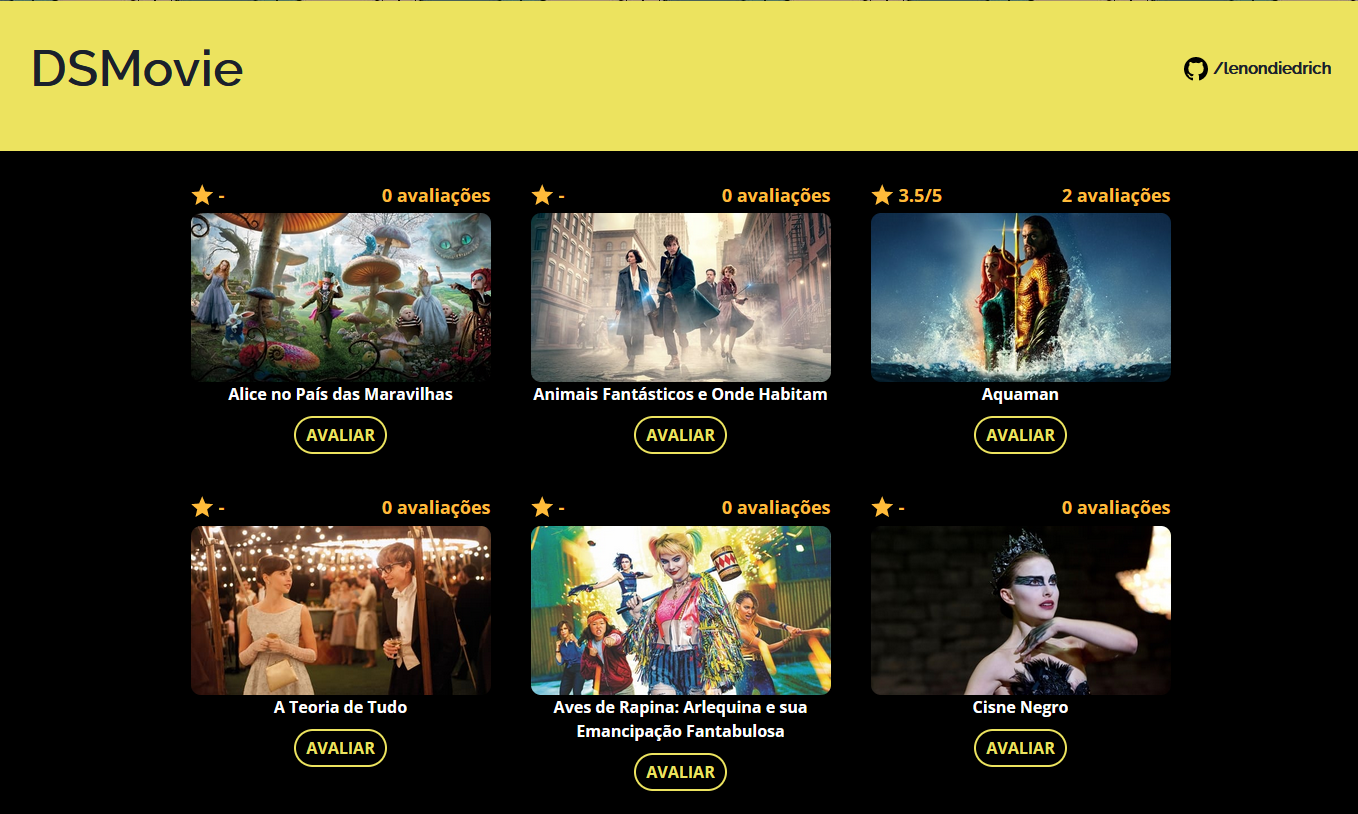 DSMovie
/lenondiedrich
- 0 avaliações
- 0 avaliações
3.5/5 2 avaliações
Alice no País das Maravilhas
Animais Fantásticos e Onde Habitam
Aquaman
AVALIAR
AVALIAR
AVALIAR
- 0 avaliações
- 0 avaliações
- 0 avaliações
A Teoria de Tudo
Aves de Rapina: Arlequina e sua
Emancipação Fantabulosa
Cisne Negro
AVALIAR
AVALIAR
AVALIAR